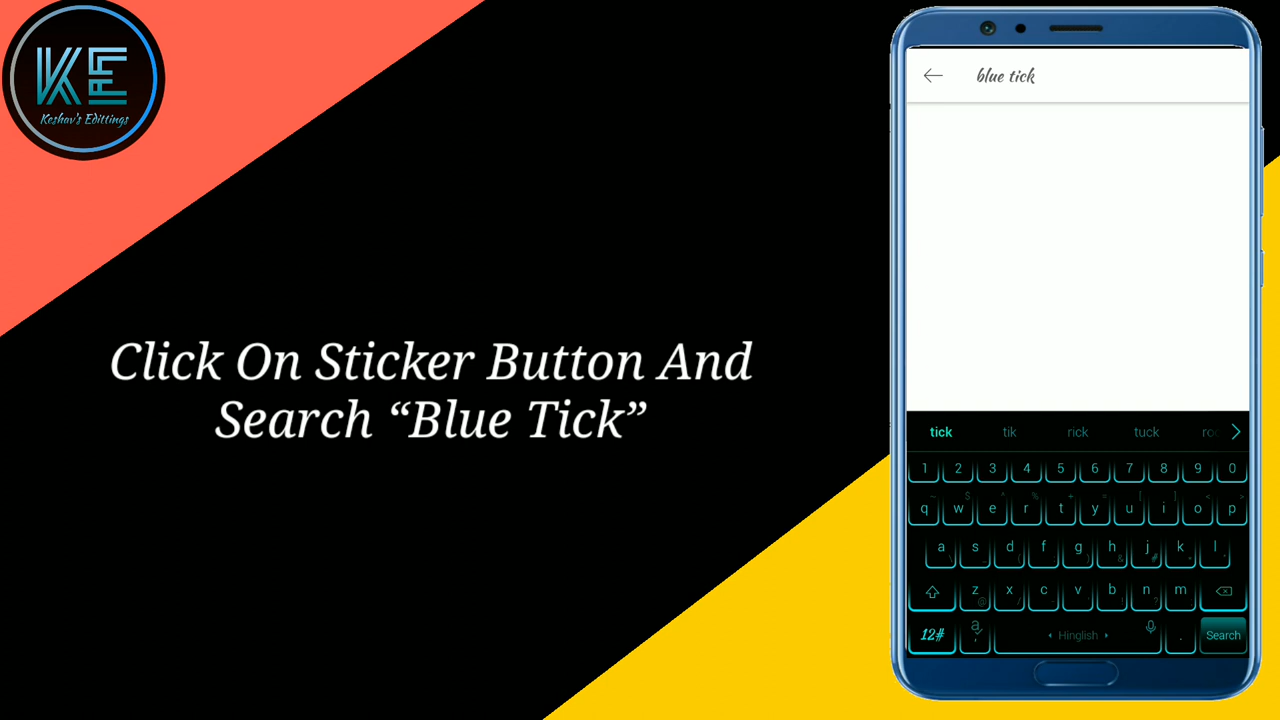 KE
Keshav's Edittings
blue tick
Click On Sticker Button And
Search “Blue Tick”
tick tik rick tuck
1 2 3 4 5 6 7 8 9 0
q w e r t y u i o p
a s d f g h j k l
z x c v b n m
12# a , Hinglish . Search